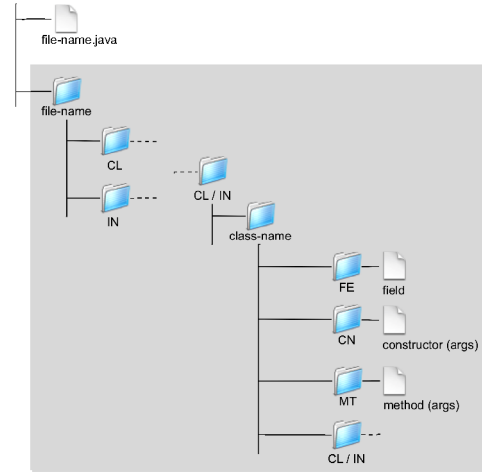 file-name.java
file-name
CL
CL / IN
IN
class-name
FE
field
CN
constructor (args)
MT
method (args)
CL / IN